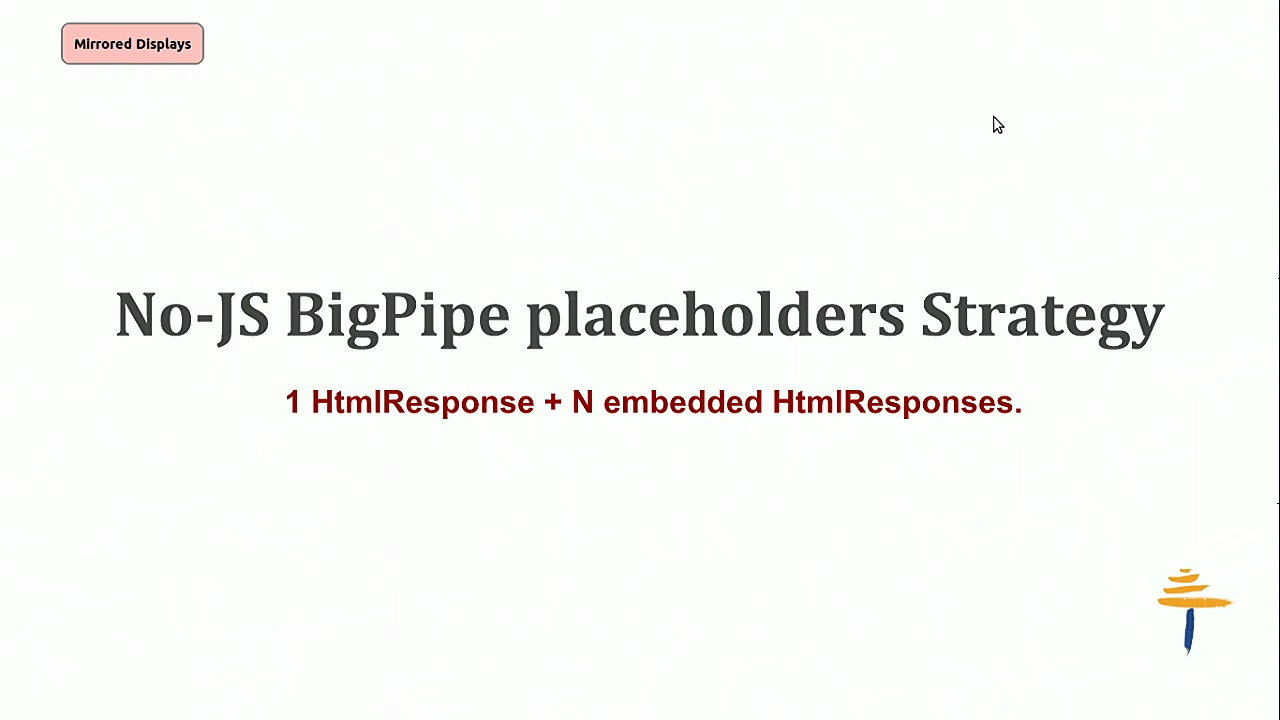 Mirrored Displays
No-JS BigPipe placeholders Strategy
1 HtmlResponse + N embedded HtmlResponses.